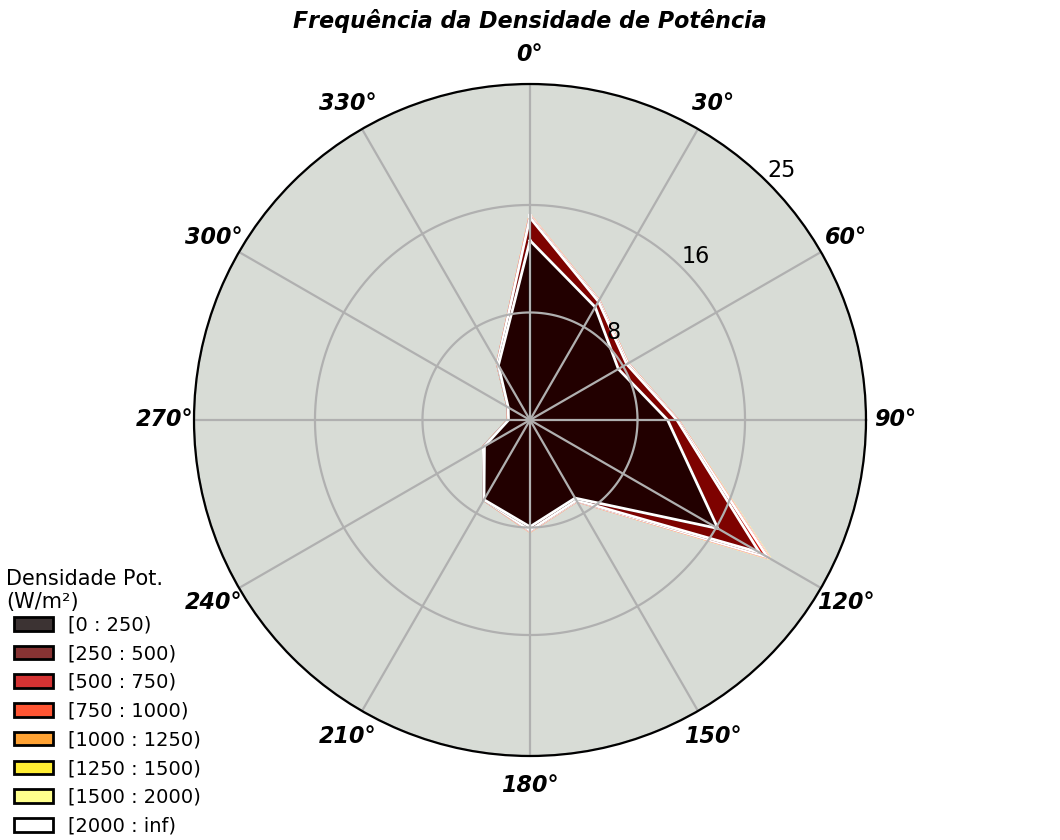 Frequência da Densidade de Potência
0°
330°
30°
25
300°
60°
16
8
270°
90°
240°
120°
210°
150°
180°
Densidade Pot.
(W/m²)
[0 : 250)
[250 : 500)
[500 : 750)
[750 : 1000)
[1000 : 1250)
[1250 : 1500)
[1500 : 2000)
[2000 : inf)